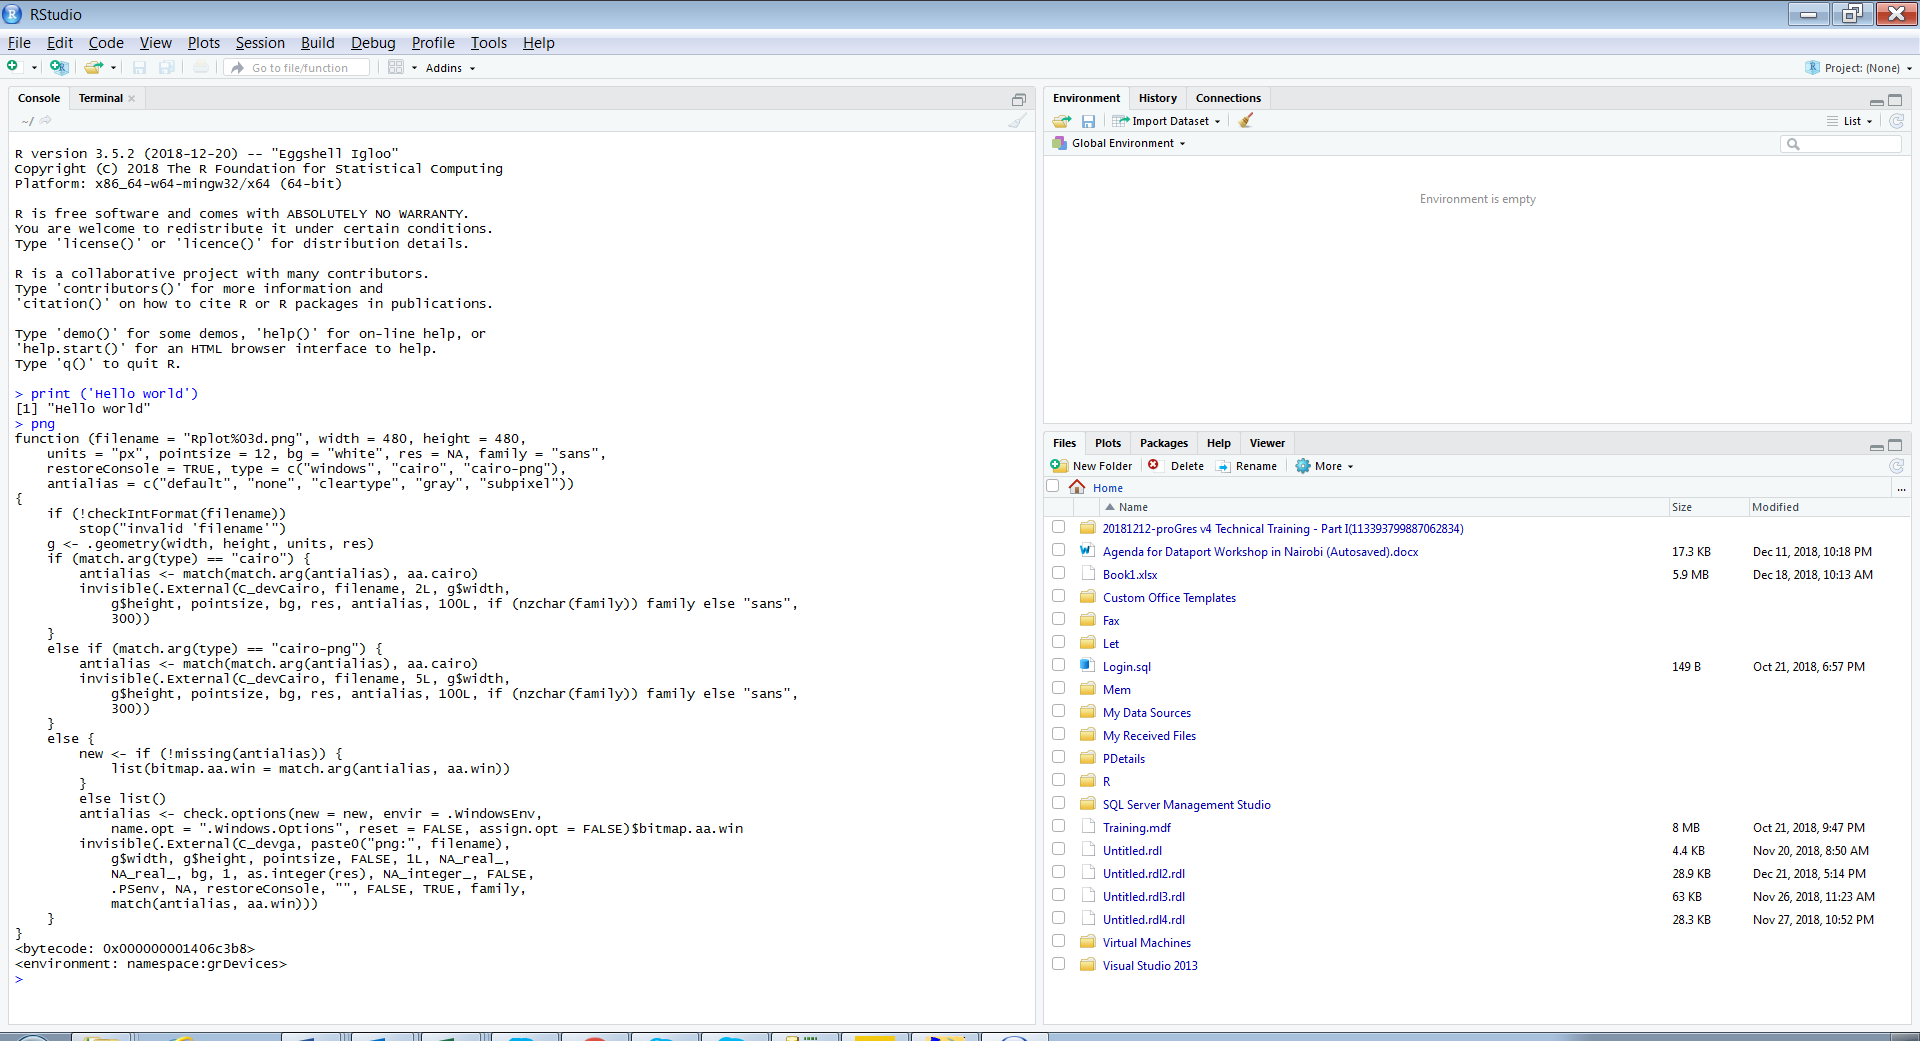 RStudio
File Edit Code View Plots Session Build Debug Profile Tools Help
Go to file/function Addins Project: (None)
Console Terminal
~/
R version 3.5.2 (2018-12-20) -- "Eggshell Igloo"
Copyright (C) 2018 The R Foundation for Statistical Computing
Platform: x86_64-w64-mingw32/x64 (64-bit)
R is free software and comes with ABSOLUTELY NO WARRANTY.
You are welcome to redistribute it under certain conditions.
Type 'license()' or 'licence()' for distribution details.
R is a collaborative project with many contributors.
Type 'contributors()' for more information and
'citation()' on how to cite R or R packages in publications.
Type 'demo()' for some demos, 'help()' for on-line help, or
'help.start()' for an HTML browser interface to help.
Type 'q()' to quit R.
> print ('Hello world')
[1] "Hello world"
> png
function (filename = "Rplot%03d.png", width = 480, height = 480,
    units = "px", pointsize = 12, bg = "white", res = NA, family = "sans",
    restoreConsole = TRUE, type = c("windows", "cairo", "cairo-png"),
    antialias = c("default", "none", "cleartype", "gray", "subpixel"))
{
    if (!checkIntFormat(filename))
        stop("invalid 'filename'")
    g <- .geometry(width, height, units, res)
    if (match.arg(type) == "cairo") {
        antialias <- match(match.arg(antialias), aa.cairo)
        invisible(.External(C_devCairo, filename, 2L, g$width,
            g$height, pointsize, bg, res, antialias, 100L, if (nzchar(family)) family else "sans",
            300))
    }
    else if (match.arg(type) == "cairo-png") {
        antialias <- match(match.arg(antialias), aa.cairo)
        invisible(.External(C_devCairo, filename, 5L, g$width,
            g$height, pointsize, bg, res, antialias, 100L, if (nzchar(family)) family else "sans",
            300))
    }
    else {
        new <- if (!missing(antialias)) {
            list(bitmap.aa.win = match.arg(antialias, aa.win))
        }
        else list()
        antialias <- check.options(new = new, envir = .WindowsEnv,
            name.opt = ".Windows.Options", reset = FALSE, assign.opt = FALSE)$bitmap.aa.win
        invisible(.External(C_devga, paste0("png:", filename),
            g$width, g$height, pointsize, FALSE, 1L, NA_real_,
            NA_real_, bg, 1, as.integer(res), NA_integer_, FALSE,
            .PSenv, NA, restoreConsole, "", FALSE, TRUE, family,
            match(antialias, aa.win)))
    }
}
<bytecode: 0x000000001406c3b8>
<environment: namespace:grDevices>
>
Environment History Connections
Import Dataset List
Global Environment
Environment is empty
Files Plots Packages Help Viewer
New Folder Delete Rename More
Home ...
Name Size Modified
20181212-proGres v4 Technical Training - Part I(113393799887062834)
Agenda for Dataport Workshop in Nairobi (Autosaved).docx 17.3 KB Dec 11, 2018, 10:18 PM
Book1.xlsx 5.9 MB Dec 18, 2018, 10:13 AM
Custom Office Templates
Fax
Let
Login.sql 149 B Oct 21, 2018, 6:57 PM
Mem
My Data Sources
My Received Files
PDetails
R
SQL Server Management Studio
Training.mdf 8 MB Oct 21, 2018, 9:47 PM
Untitled.rdl 4.4 KB Nov 20, 2018, 8:50 AM
Untitled.rdl2.rdl 28.9 KB Dec 21, 2018, 5:14 PM
Untitled.rdl3.rdl 63 KB Nov 26, 2018, 11:23 AM
Untitled.rdl4.rdl 28.3 KB Nov 27, 2018, 10:52 PM
Virtual Machines
Visual Studio 2013